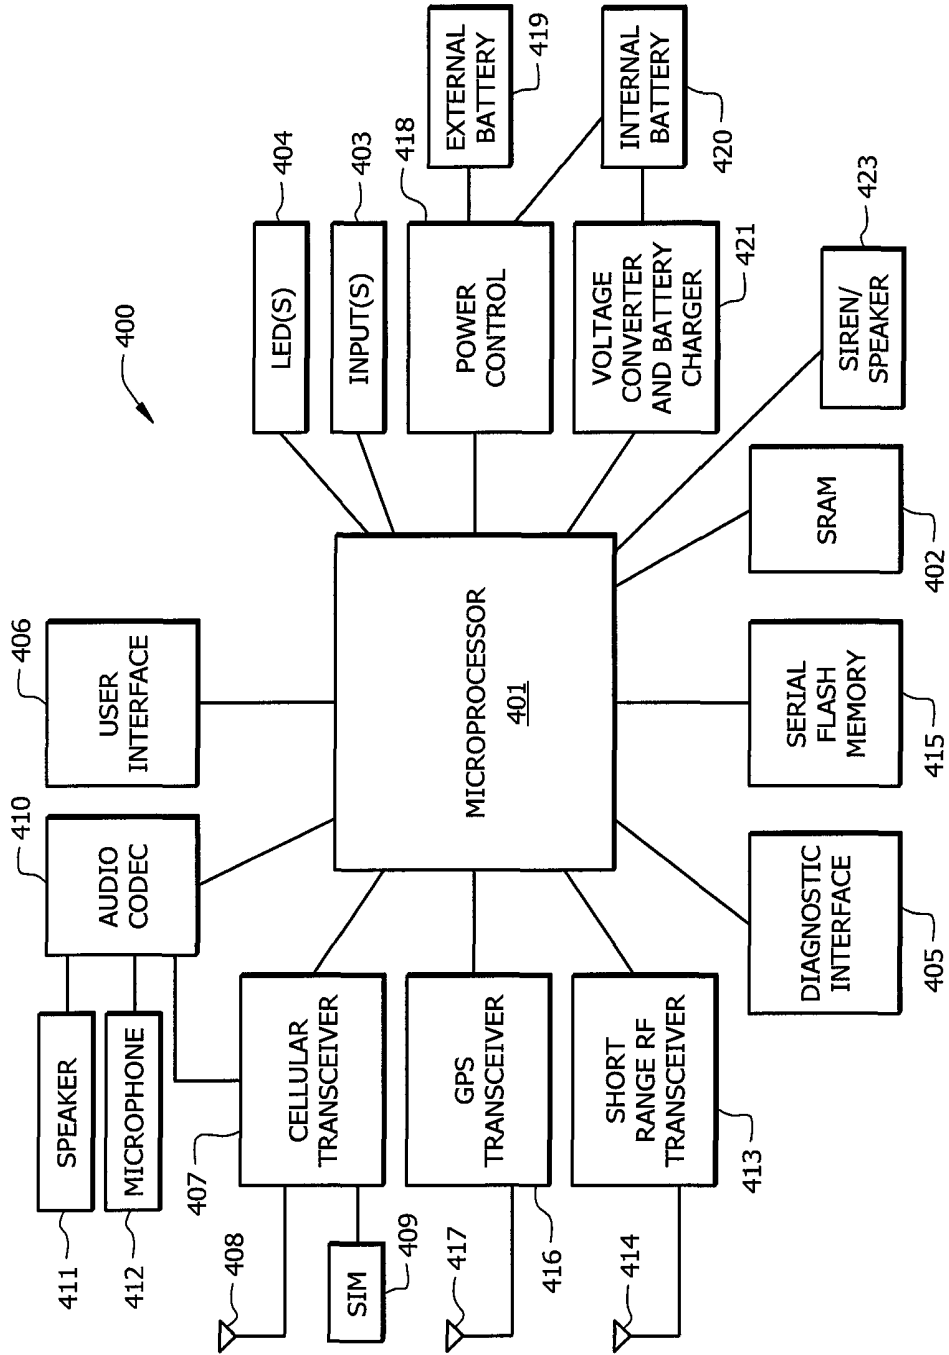 400
SPEAKER
411
MICROPHONE
412
AUDIO
CODEC
410
USER
INTERFACE
406
LED(S)
404
INPUT(S)
403
408
CELLULAR
TRANSCEIVER
407
SIM
409
MICROPROCESSOR
401
POWER
CONTROL
418
EXTERNAL
BATTERY
419
417
GPS
TRANSCEIVER
416
VOLTAGE
CONVERTER
AND BATTERY
CHARGER
421
INTERNAL
BATTERY
420
414
SHORT
RANGE RF
TRANSCEIVER
413
DIAGNOSTIC
INTERFACE
405
SERIAL
FLASH
MEMORY
415
SRAM
402
SIREN/
SPEAKER
423